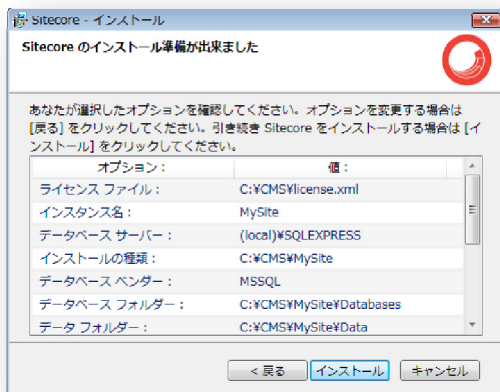 Sitecore - インストール
Sitecore のインストール準備が出来ました
あなたが選択したオプションを確認してください。オプションを変更する場合は
[戻る] をクリックしてください。引き続き Sitecore をインストールする場合は [イ
ンストール] をクリックしてください。
オプション： 値：
ライセンス ファイル： C:¥CMS¥license.xml
インスタンス名： MySite
データベース サーバー： (local)¥SQLEXPRESS
インストールの種類： C:¥CMS¥MySite
データベース ベンダー： MSSQL
データベース フォルダー： C:¥CMS¥MySite¥Databases
データ フォルダー： C:¥CMS¥MySite¥Data
< 戻る インストール キャンセル